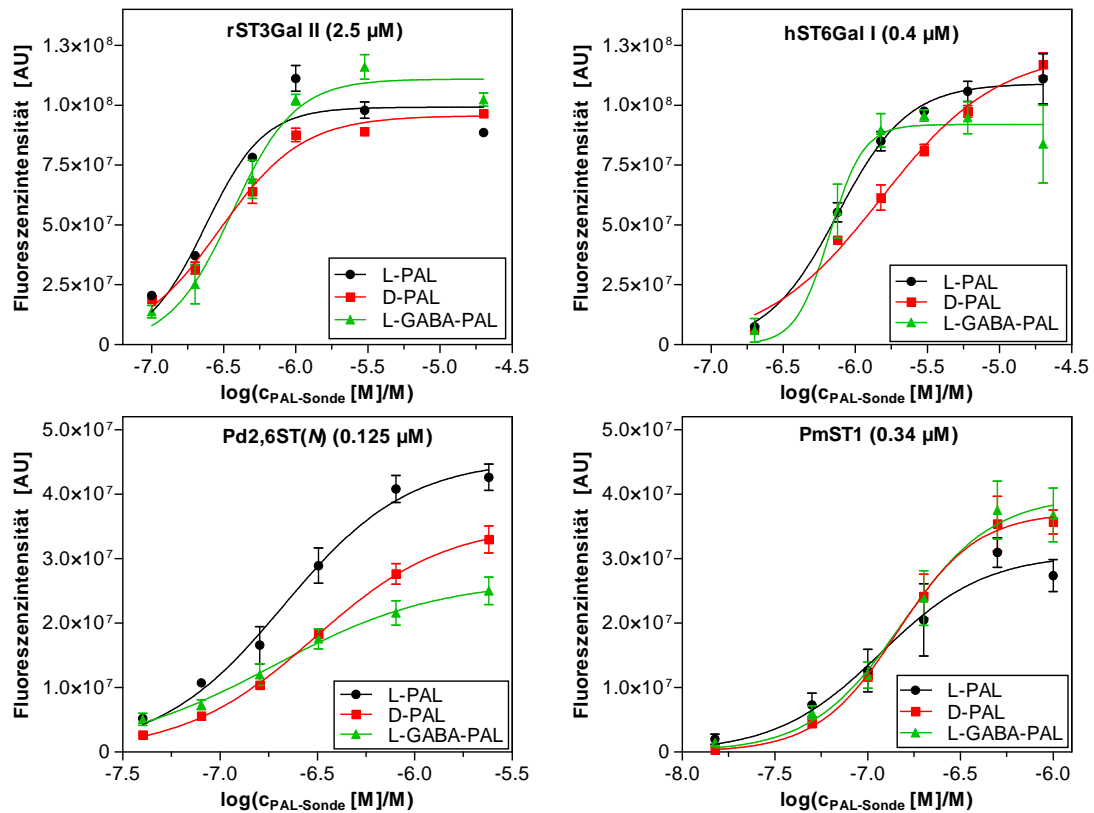 rST3Gal II (2.5 µM)
Fluoreszenzintensität [AU]
1.3×10⁸
1.0×10⁸
7.5×10⁷
5.0×10⁷
2.5×10⁷
0
L-PAL
D-PAL
L-GABA-PAL
-7.0 -6.5 -6.0 -5.5 -5.0 -4.5
log(c_PAL-Sonde [M]/M)
hST6Gal I (0.4 µM)
Fluoreszenzintensität [AU]
1.3×10⁸
1.0×10⁸
7.5×10⁷
5.0×10⁷
2.5×10⁷
0
L-PAL
D-PAL
L-GABA-PAL
-7.0 -6.5 -6.0 -5.5 -5.0 -4.5
log(c_PAL-Sonde [M]/M)
Pd2,6ST(N) (0.125 µM)
Fluoreszenzintensität [AU]
5.0×10⁷
4.0×10⁷
3.0×10⁷
2.0×10⁷
1.0×10⁷
0
L-PAL
D-PAL
L-GABA-PAL
-7.5 -7.0 -6.5 -6.0 -5.5
log(c_PAL-Sonde [M]/M)
PmST1 (0.34 µM)
Fluoreszenzintensität [AU]
5.0×10⁷
4.0×10⁷
3.0×10⁷
2.0×10⁷
1.0×10⁷
0
L-PAL
D-PAL
L-GABA-PAL
-8.0 -7.5 -7.0 -6.5 -6.0
log(c_PAL-Sonde [M]/M)